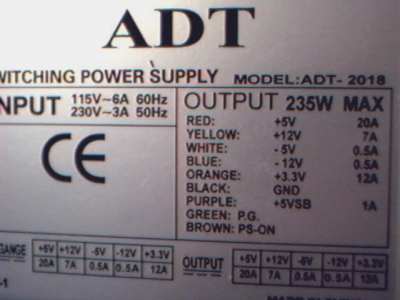 ADT
WITCHING POWER SUPPLY MODEL:ADT- 2018
NPUT 115V~6A 60Hz
230V~3A 50Hz
OUTPUT 235W MAX
RED: +5V 20A
YELLOW: +12V 7A
WHITE: - 5V 0.5A
BLUE: - 12V 0.5A
ORANGE: +3.3V 12A
BLACK: GND
PURPLE: +5VSB 1A
GREEN: P.G.
BROWN: PS-ON
CE
GANGE +5V +12V -5V -12V +3.3V
20A 7A 0.5A 0.5A 12A
OUTPUT +5V +12V -5V -12V +3.3V
20A 7A 0.5A 0.5A 12A
-1